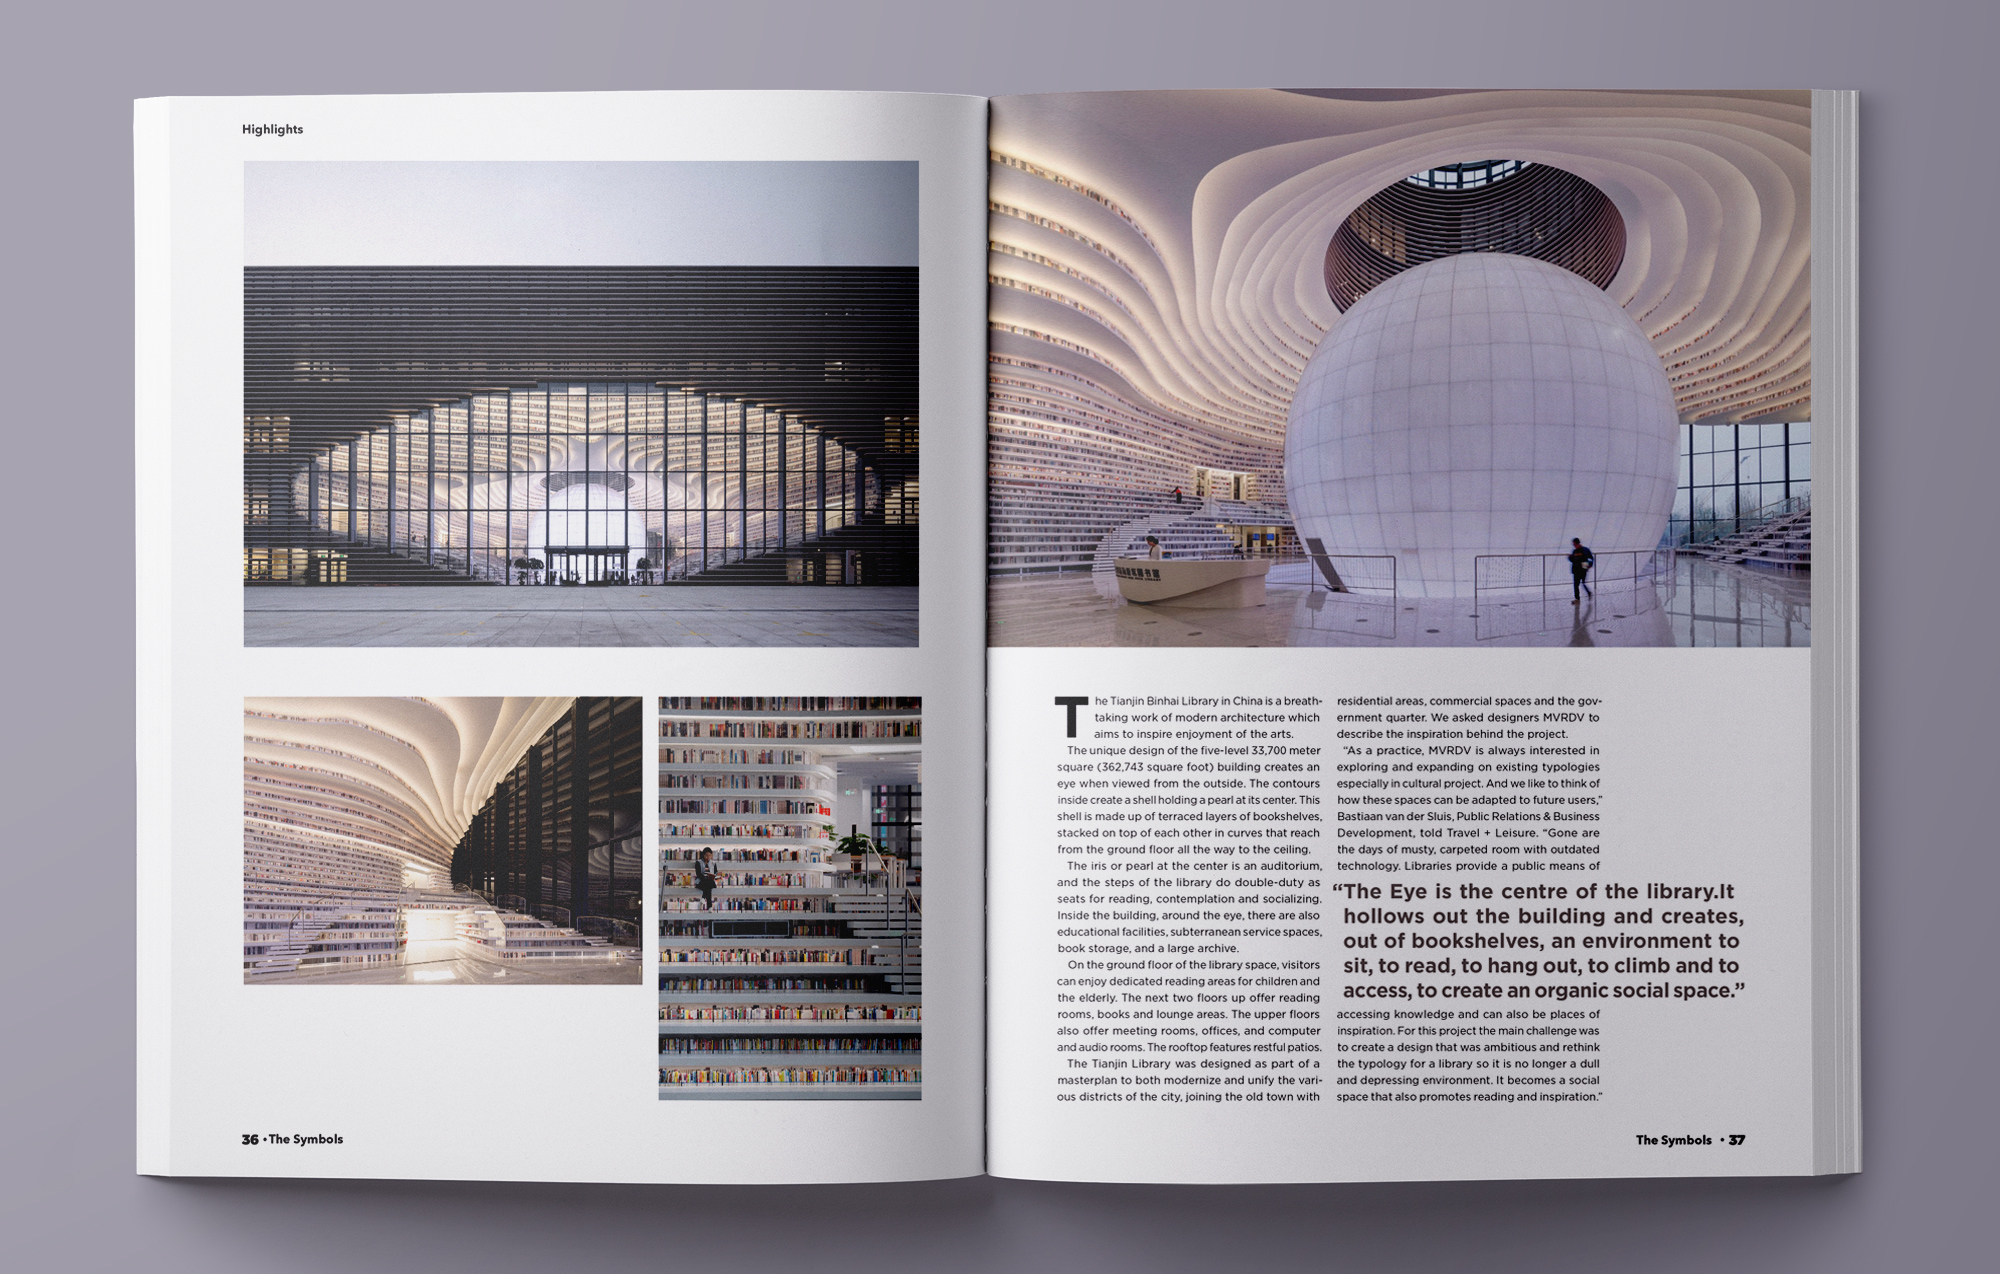 Highlights
36 • The Symbols
The Tianjin Binhai Library in China is a breath-
taking work of modern architecture which
aims to inspire enjoyment of the arts.
The unique design of the five-level 33,700 meter
square (362,743 square foot) building creates an
eye when viewed from the outside. The contours
inside create a shell holding a pearl at its center. This
shell is made up of terraced layers of bookshelves,
stacked on top of each other in curves that reach
from the ground floor all the way to the ceiling.
The iris or pearl at the center is an auditorium,
and the steps of the library do double-duty as
seats for reading, contemplation and socializing.
Inside the building, around the eye, there are also
educational facilities, subterranean service spaces,
book storage, and a large archive.
On the ground floor of the library space, visitors
can enjoy dedicated reading areas for children and
the elderly. The next two floors up offer reading
rooms, books and lounge areas. The upper floors
also offer meeting rooms, offices, and computer
and audio rooms. The rooftop features restful patios.
The Tianjin Library was designed as part of a
masterplan to both modernize and unify the vari-
ous districts of the city, joining the old town with
residential areas, commercial spaces and the gov-
ernment quarter. We asked designers MVRDV to
describe the inspiration behind the project.
“As a practice, MVRDV is always interested in
exploring and expanding on existing typologies
especially in cultural project. And we like to think of
how these spaces can be adapted to future users,”
Bastiaan van der Sluis, Public Relations & Business
Development, told Travel + Leisure. “Gone are
the days of musty, carpeted room with outdated
technology. Libraries provide a public means of
“The Eye is the centre of the library.It
hollows out the building and creates,
out of bookshelves, an environment to
sit, to read, to hang out, to climb and to
access, to create an organic social space.”
accessing knowledge and can also be places of
inspiration. For this project the main challenge was
to create a design that was ambitious and rethink
the typology for a library so it is no longer a dull
and depressing environment. It becomes a social
space that also promotes reading and inspiration.”
The Symbols • 37